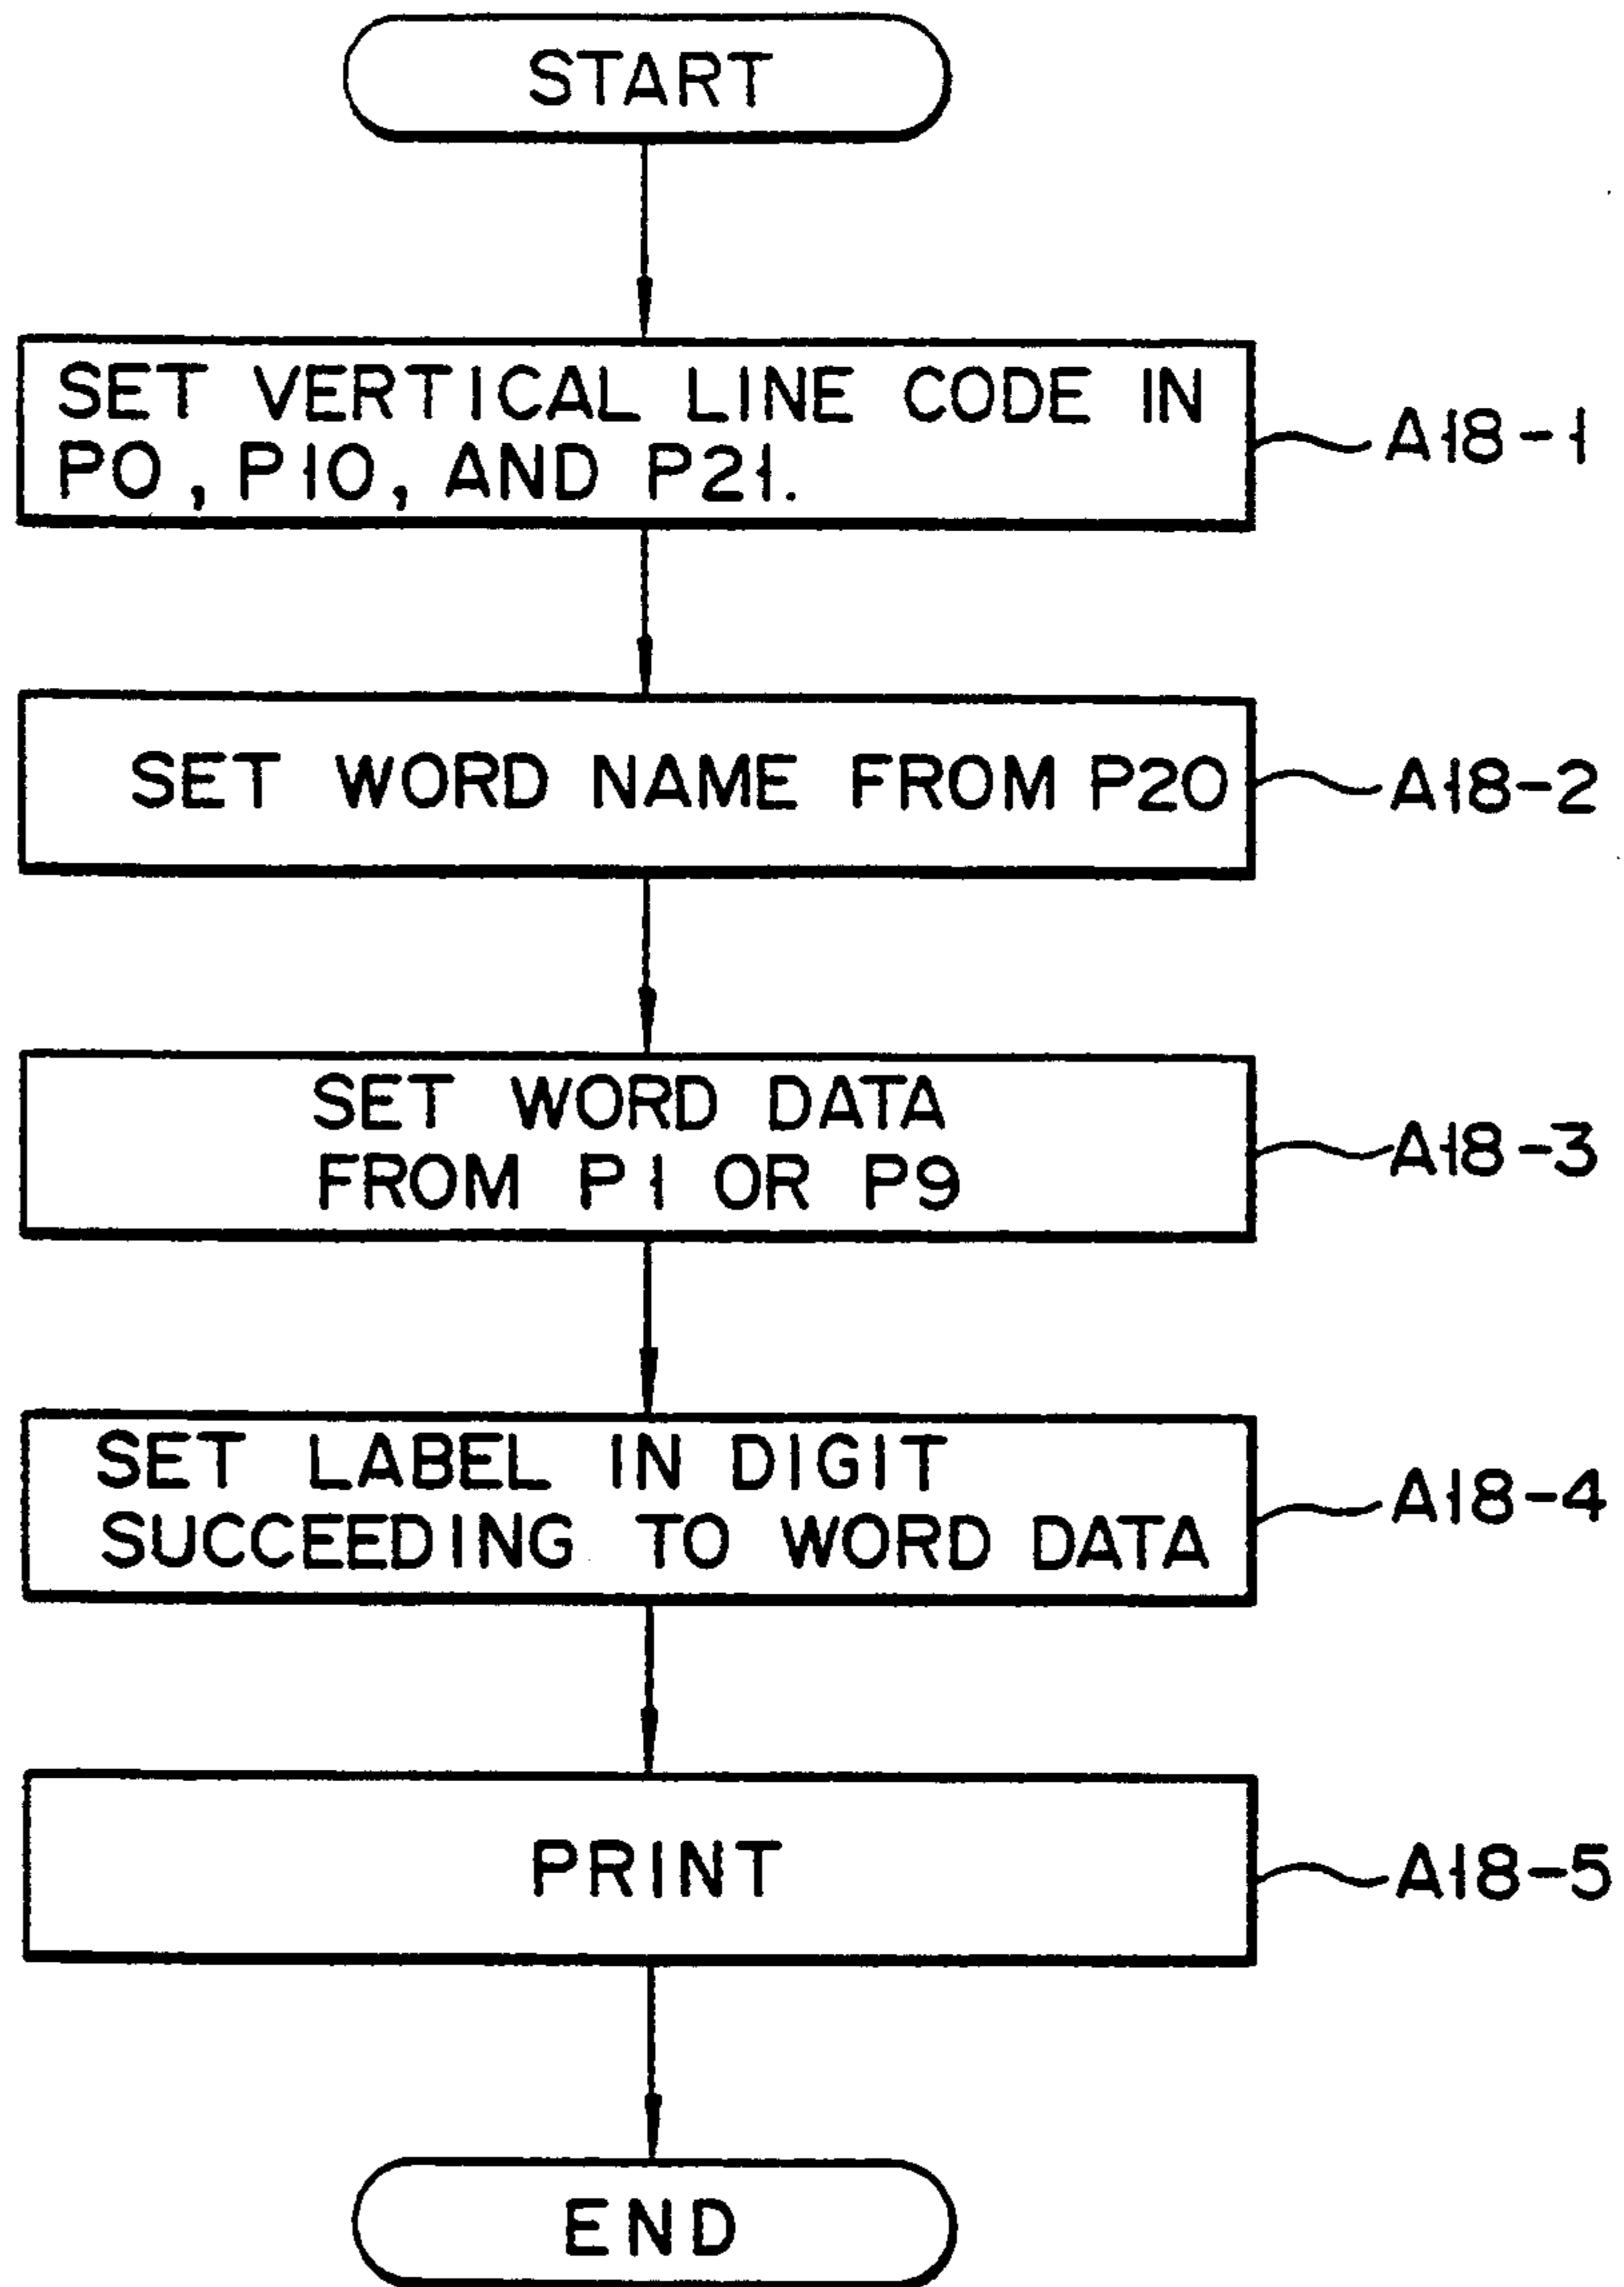 START
SET VERTICAL LINE CODE IN
P0, P10, AND P21.
A18-1
SET WORD NAME FROM P20
A18-2
SET WORD DATA
FROM P1 OR P9
A18-3
SET LABEL IN DIGIT
SUCCEEDING TO WORD DATA
A18-4
PRINT
A18-5
END